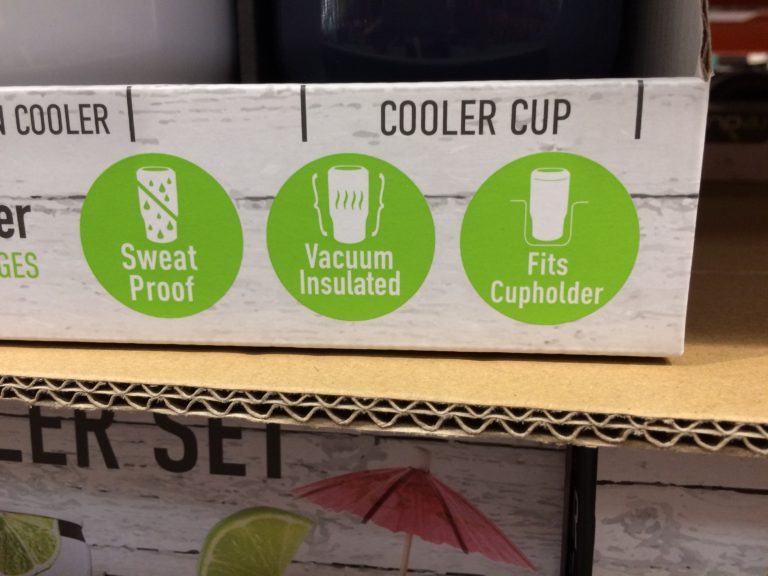 N COOLER
COOLER CUP
er
GES
Sweat
Proof
Vacuum
Insulated
Fits
Cupholder
LER SET